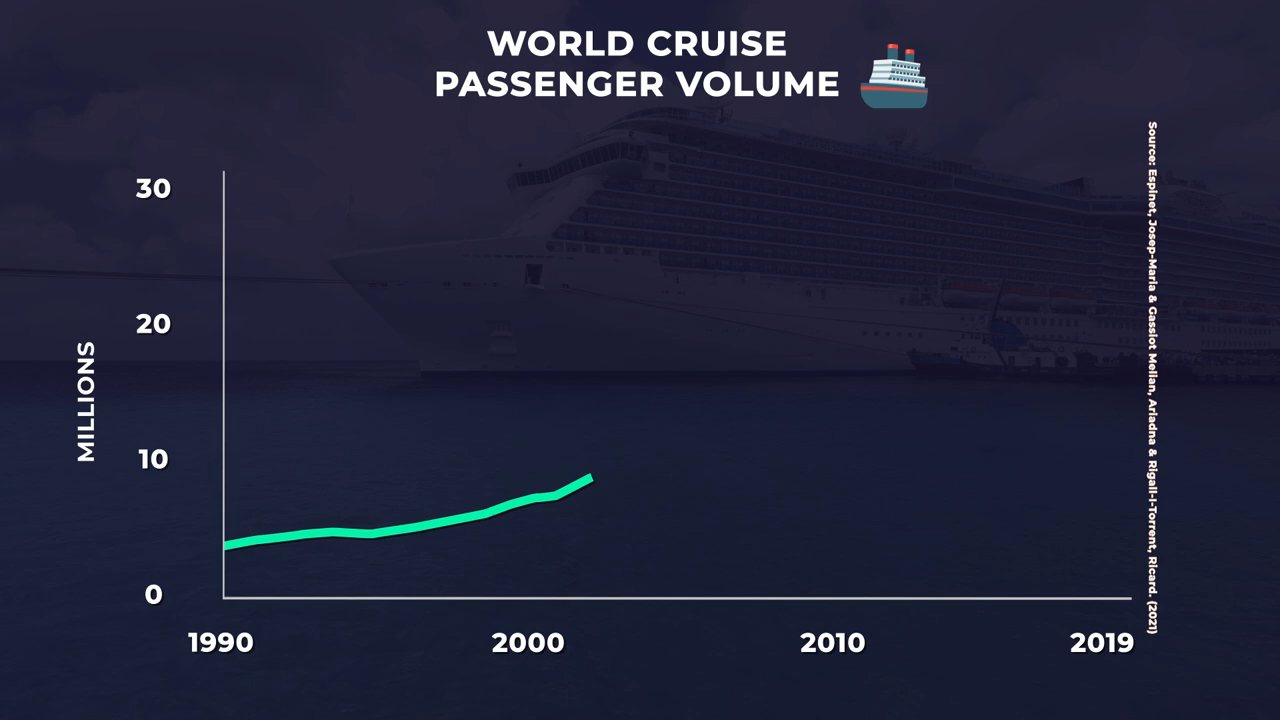 WORLD CRUISE
PASSENGER VOLUME
30
20
10
0
MILLIONS
1990
2000
2010
2019
Source: Espinet, Josep-Maria & Gassiot Melian, Ariadna & Rigall-I-Torrent, Ricard. (2021)